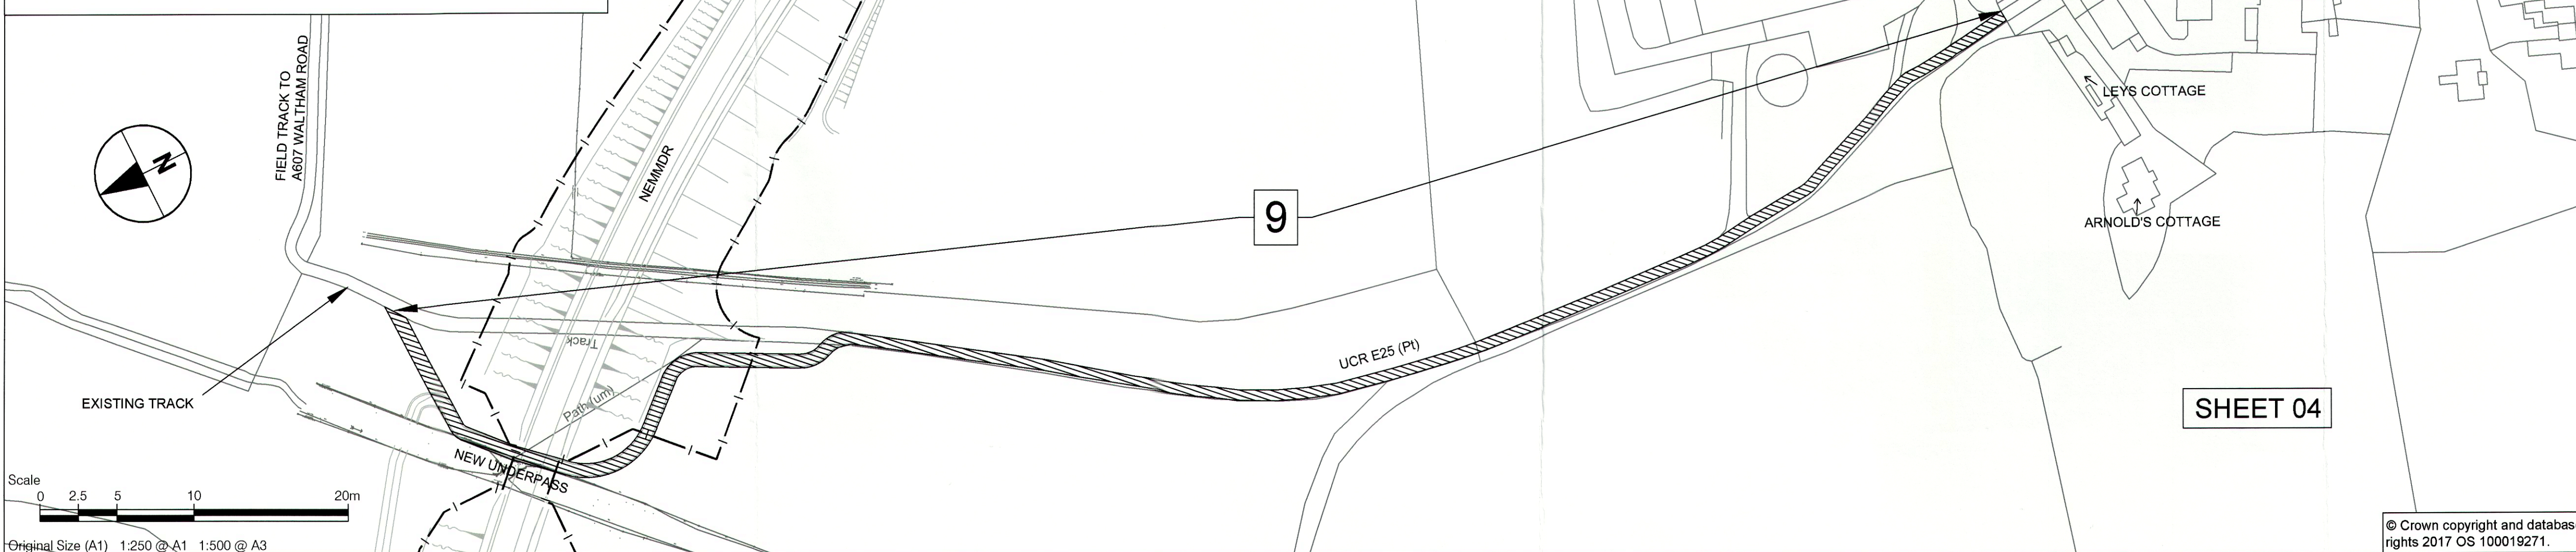 FIELD TRACK TO
A607 WALTHAM ROAD
N
NEMMDR
9
LEYS COTTAGE
ARNOLD'S COTTAGE
Track
UCR E25 (Pt)
Path (um)
EXISTING TRACK
SHEET 04
NEW UNDERPASS
Scale
0 2.5 5 10 20m
Original Size (A1) 1:250 @ A1 1:500 @ A3
© Crown copyright and databas
rights 2017 OS 100019271.